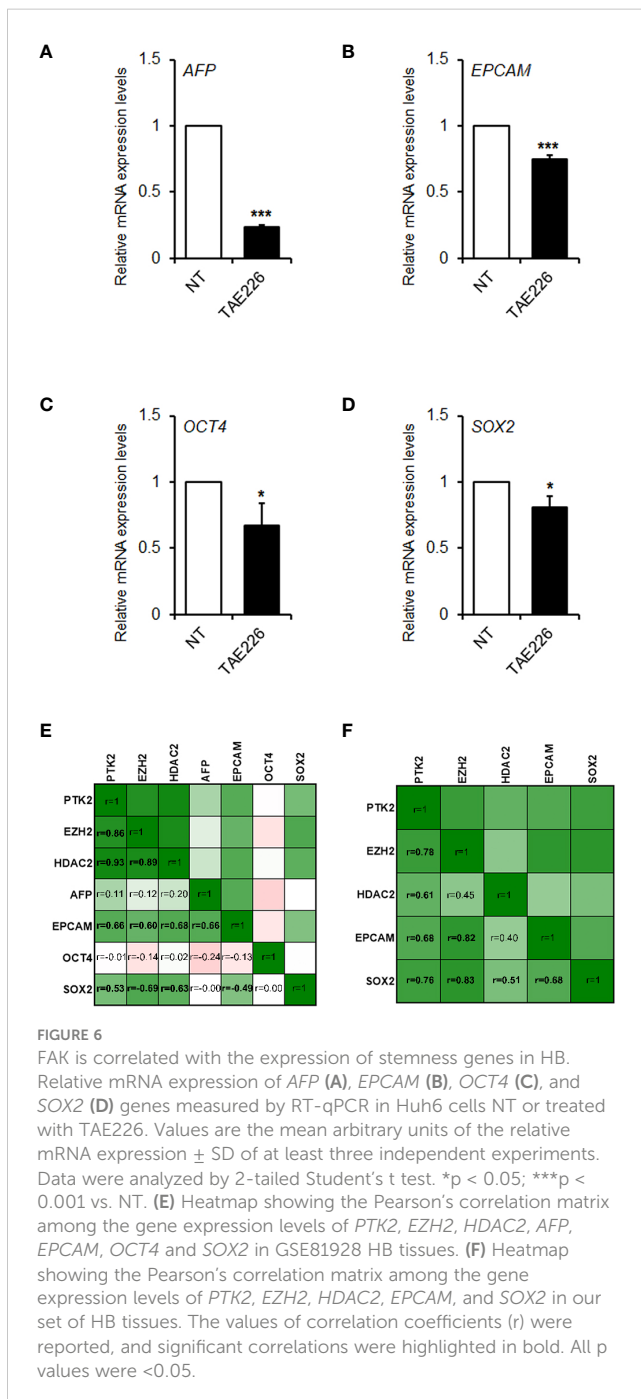 A
B
1.5
AFP
1
0.5
0
Relative mRNA expression levels
***
NT
TAE226
1.5
EPCAM
1
0.5
0
Relative mRNA expression levels
***
NT
TAE226
C
D
1.5
OCT4
1
0.5
0
Relative mRNA expression levels
*
NT
TAE226
1.5
SOX2
1
0.5
0
Relative mRNA expression levels
*
NT
TAE226
E
PTK2 EZH2 HDAC2 AFP EPCAM OCT4 SOX2
PTK2 r=1
EZH2 r=0.86 r=1
HDAC2 r=0.93 r=0.89 r=1
AFP r=0.11 r=0.12 r=0.20 r=1
EPCAM r=0.66 r=0.60 r=0.68 r=0.66 r=1
OCT4 r=-0.01 r=-0.14 r=0.02 r=-0.24 r=-0.13 r=1
SOX2 r=0.53 r=-0.69 r=0.63 r=-0.00 r=-0.49 r=0.00 r=1
F
PTK2 EZH2 HDAC2 EPCAM SOX2
PTK2 r=1
EZH2 r=0.78 r=1
HDAC2 r=0.61 r=0.45 r=1
EPCAM r=0.68 r=0.82 r=0.40 r=1
SOX2 r=0.76 r=0.83 r=0.51 r=0.68 r=1
FIGURE 6
FAK is correlated with the expression of stemness genes in HB.
Relative mRNA expression of AFP (A), EPCAM (B), OCT4 (C), and
SOX2 (D) genes measured by RT-qPCR in Huh6 cells NT or treated
with TAE226. Values are the mean arbitrary units of the relative
mRNA expression ± SD of at least three independent experiments.
Data were analyzed by 2-tailed Student's t test. *p < 0.05; ***p <
0.001 vs. NT. (E) Heatmap showing the Pearson's correlation matrix
among the gene expression levels of PTK2, EZH2, HDAC2, AFP,
EPCAM, OCT4 and SOX2 in GSE81928 HB tissues. (F) Heatmap
showing the Pearson's correlation matrix among the gene
expression levels of PTK2, EZH2, HDAC2, EPCAM, and SOX2 in our
set of HB tissues. The values of correlation coefficients (r) were
reported, and significant correlations were highlighted in bold. All p
values were <0.05.